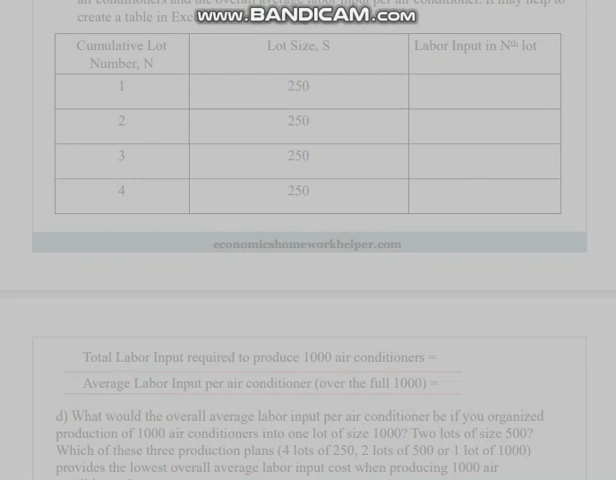 create a table in Exc
www.BANDICAM.com
Cumulative Lot Number, N
Lot Size, S
Labor Input in Nth lot
1
250
2
250
3
250
4
250
economicshomeworkhelper.com
Total Labor Input required to produce 1000 air conditioners =
Average Labor Input per air conditioner (over the full 1000) =
d) What would the overall average labor input per air conditioner be if you organized
production of 1000 air conditioners into one lot of size 1000? Two lots of size 500?
Which of these three production plans (4 lots of 250, 2 lots of 500 or 1 lot of 1000)
provides the lowest overall average labor input cost when producing 1000 air